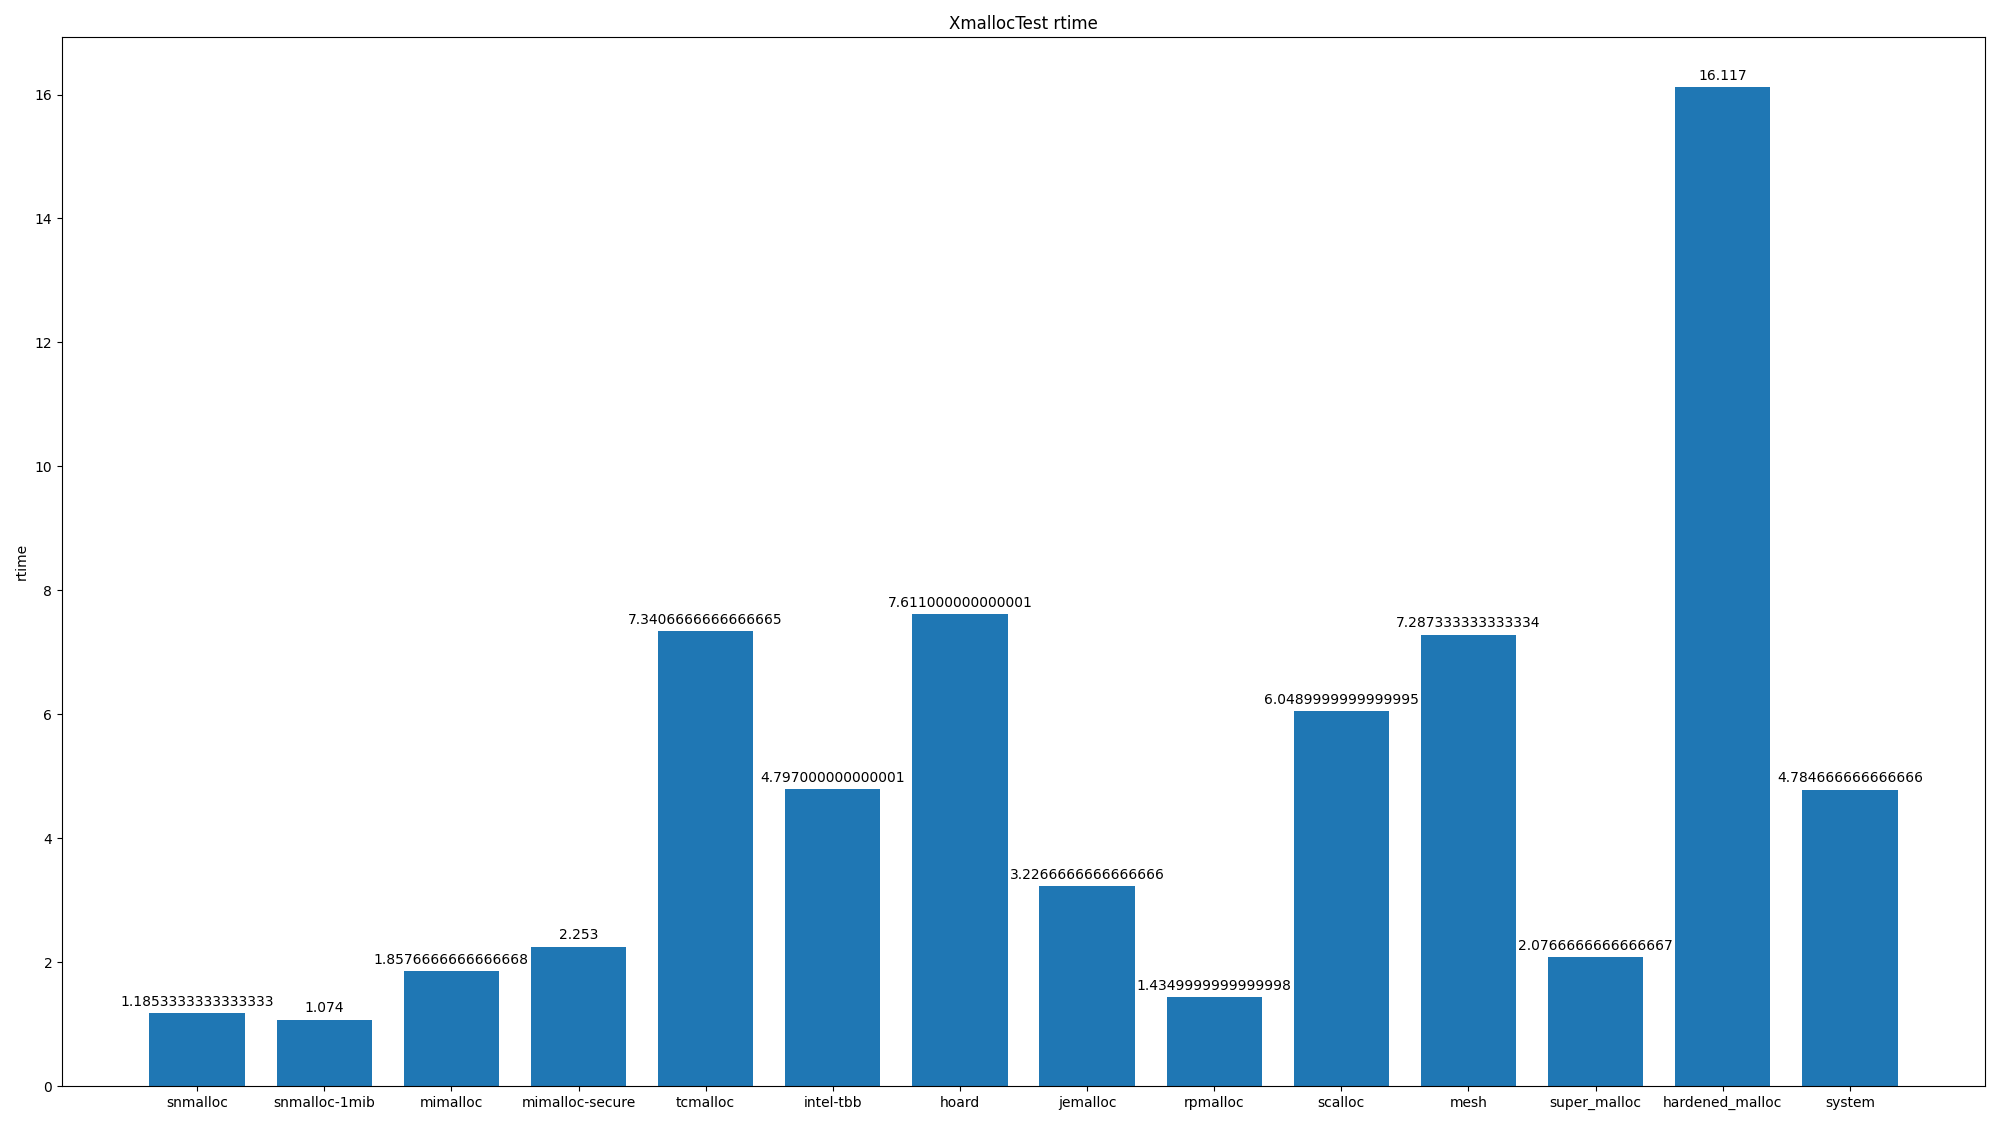 XmallocTest rtime
16
14
12
10
8
6
4
2
0
rtime
1.1853333333333333
1.074
1.8576666666666668
2.253
7.3406666666666665
4.797000000000001
7.611000000000001
3.2266666666666666
1.4349999999999998
6.0489999999999995
7.287333333333334
2.0766666666666667
16.117
4.784666666666666
snmalloc
snmalloc-1mib
mimalloc
mimalloc-secure
tcmalloc
intel-tbb
hoard
jemalloc
rpmalloc
scalloc
mesh
super_malloc
hardened_malloc
system